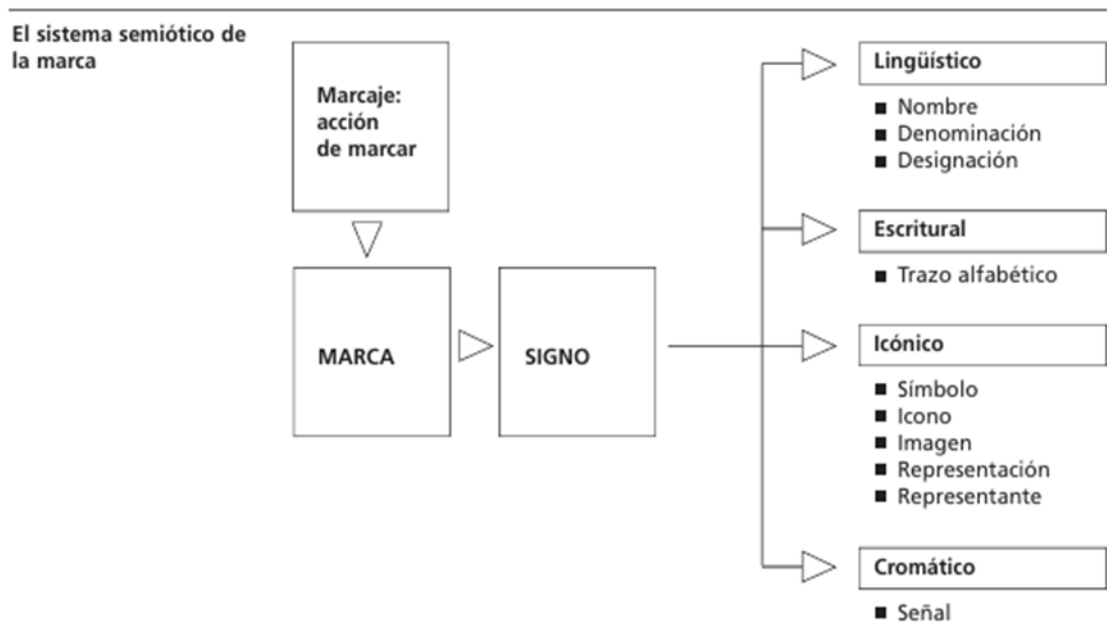 El sistema semiótico de
la marca
Marcaje:
acción
de marcar
MARCA
SIGNO
Lingüístico
■ Nombre
■ Denominación
■ Designación
Escritural
■ Trazo alfabético
Icónico
■ Símbolo
■ Icono
■ Imagen
■ Representación
■ Representante
Cromático
■ Señal